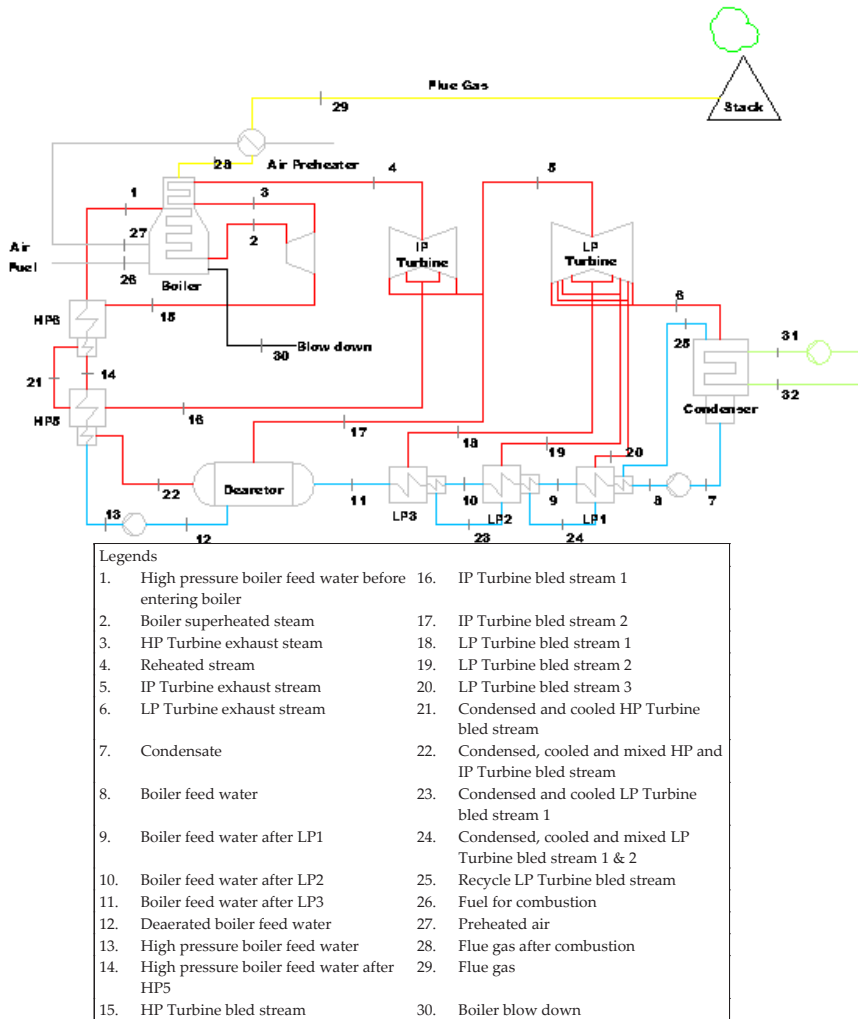 Flue Gas
29
Stack
28
Air Preheater
4
5
1
3
27
2
IP
Turbine
LP
Turbine
Air
Fuel
26
Boiler
6
15
HP6
31
25
Blow down
30
14
21
32
16
HP5
Condenser
17
18
19
20
22
Dearetor
11
10
9
8
7
13
LP3
LP2
LP1
12
23
24
Legends
1. High pressure boiler feed water before entering boiler
16. IP Turbine bled stream 1
2. Boiler superheated steam
17. IP Turbine bled stream 2
3. HP Turbine exhaust steam
18. LP Turbine bled stream 1
4. Reheated stream
19. LP Turbine bled stream 2
5. IP Turbine exhaust stream
20. LP Turbine bled stream 3
6. LP Turbine exhaust stream
21. Condensed and cooled HP Turbine bled stream
7. Condensate
22. Condensed, cooled and mixed HP and IP Turbine bled stream
8. Boiler feed water
23. Condensed and cooled LP Turbine bled stream 1
9. Boiler feed water after LP1
24. Condensed, cooled and mixed LP Turbine bled stream 1 & 2
10. Boiler feed water after LP2
25. Recycle LP Turbine bled stream
11. Boiler feed water after LP3
26. Fuel for combustion
12. Deaerated boiler feed water
27. Preheated air
13. High pressure boiler feed water
28. Flue gas after combustion
14. High pressure boiler feed water after HP5
29. Flue gas
15. HP Turbine bled stream
30. Boiler blow down